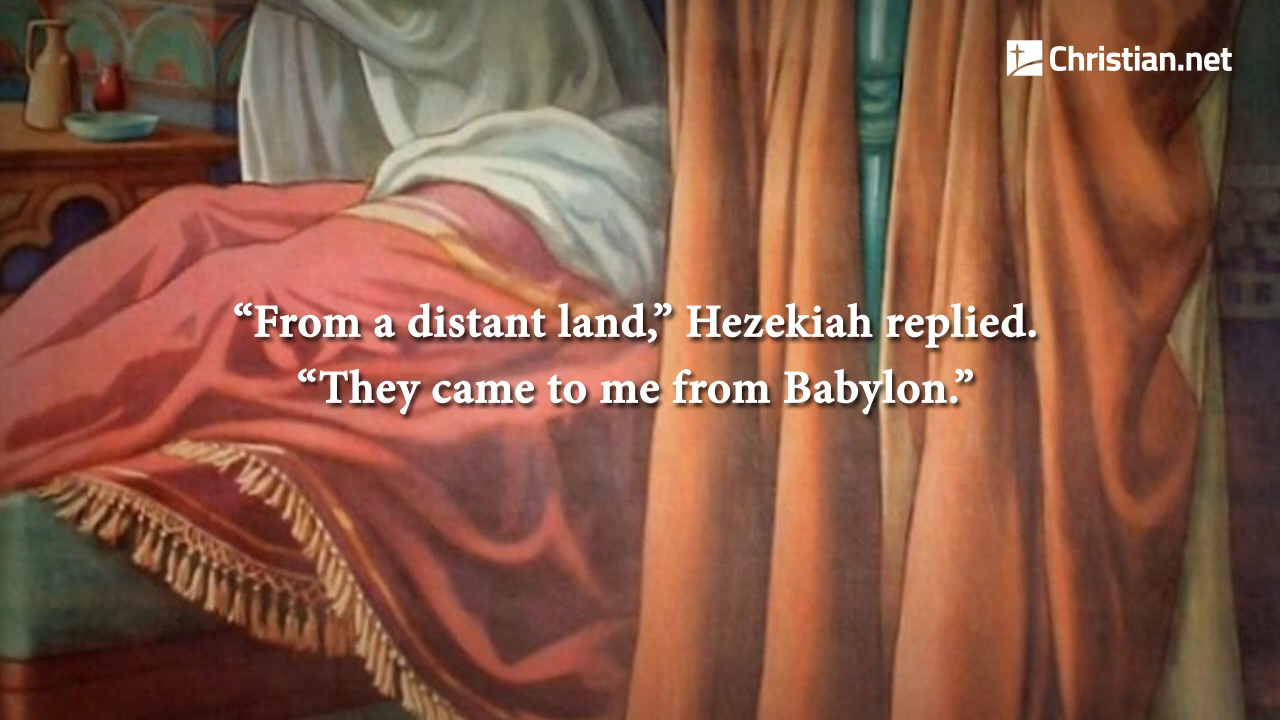 Christian.net
“From a distant land,” Hezekiah replied.
“They came to me from Babylon.”